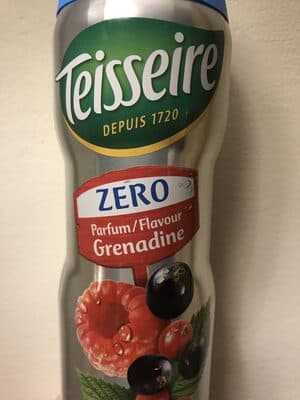 Teisseire
DEPUIS 1720
ZERO
Parfum/Flavour
Grenadine